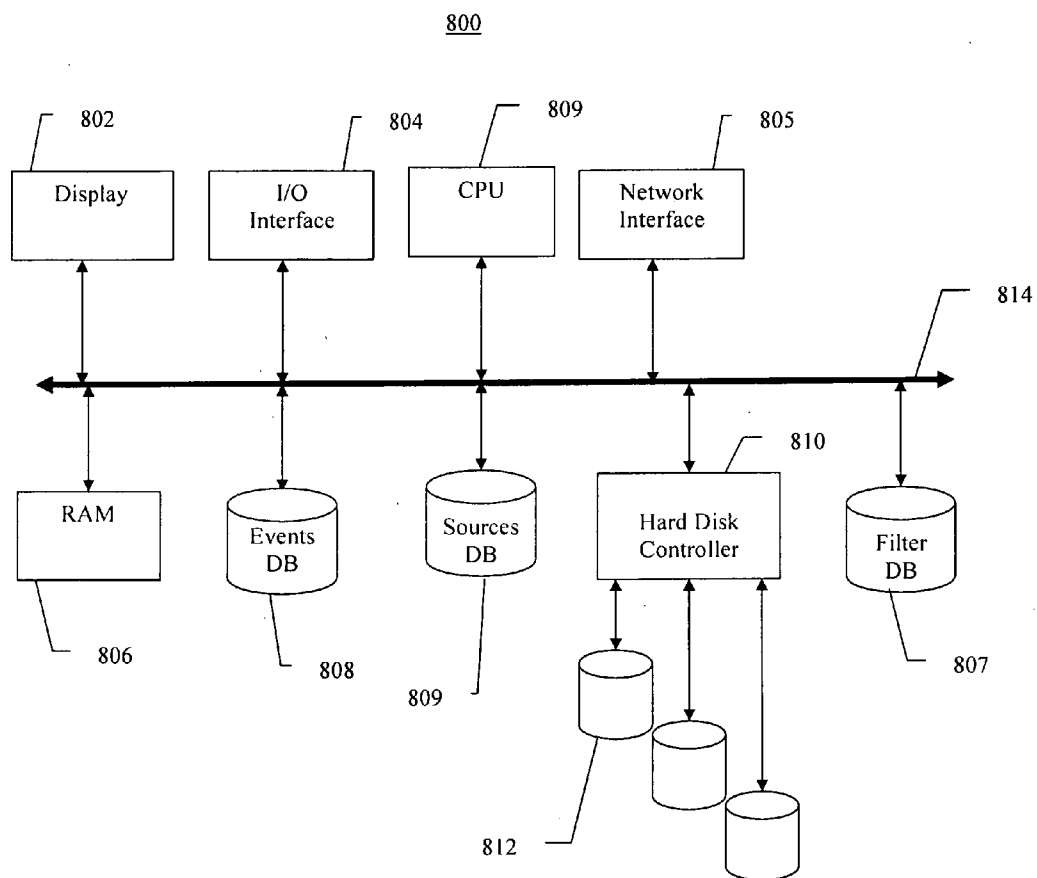 800
802
804
809
805
Display
I/O
Interface
CPU
Network
Interface
814
810
RAM
Events
DB
Sources
DB
Hard Disk
Controller
Filter
DB
806
808
809
807
812